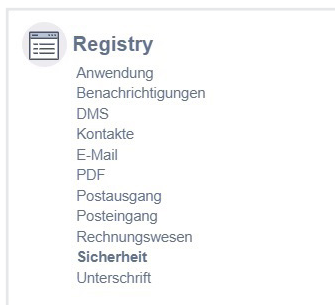 Registry
Anwendung
Benachrichtigungen
DMS
Kontakte
E-Mail
PDF
Postausgang
Posteingang
Rechnungswesen
Sicherheit
Unterschrift